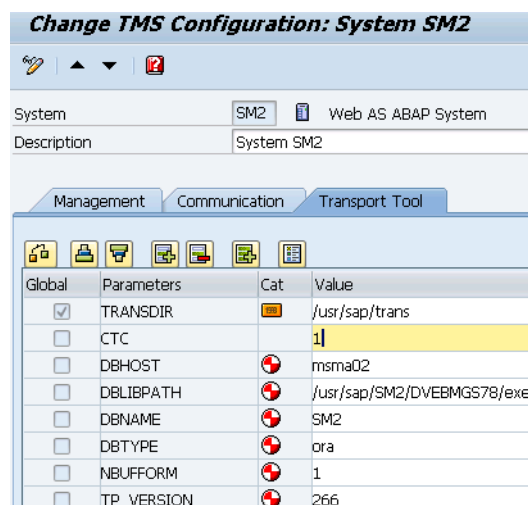 Change TMS Configuration: System SM2
System SM2 Web AS ABAP System
Description System SM2
Management Communication Transport Tool
Global Parameters Cat Value
TRANSDIR /usr/sap/trans
CTC 1
DBHOST msma02
DBLIBPATH /usr/sap/SM2/DVEBMGS78/exe
DBNAME SM2
DBTYPE ora
NBUFFORM 1
TP_VERSION 266